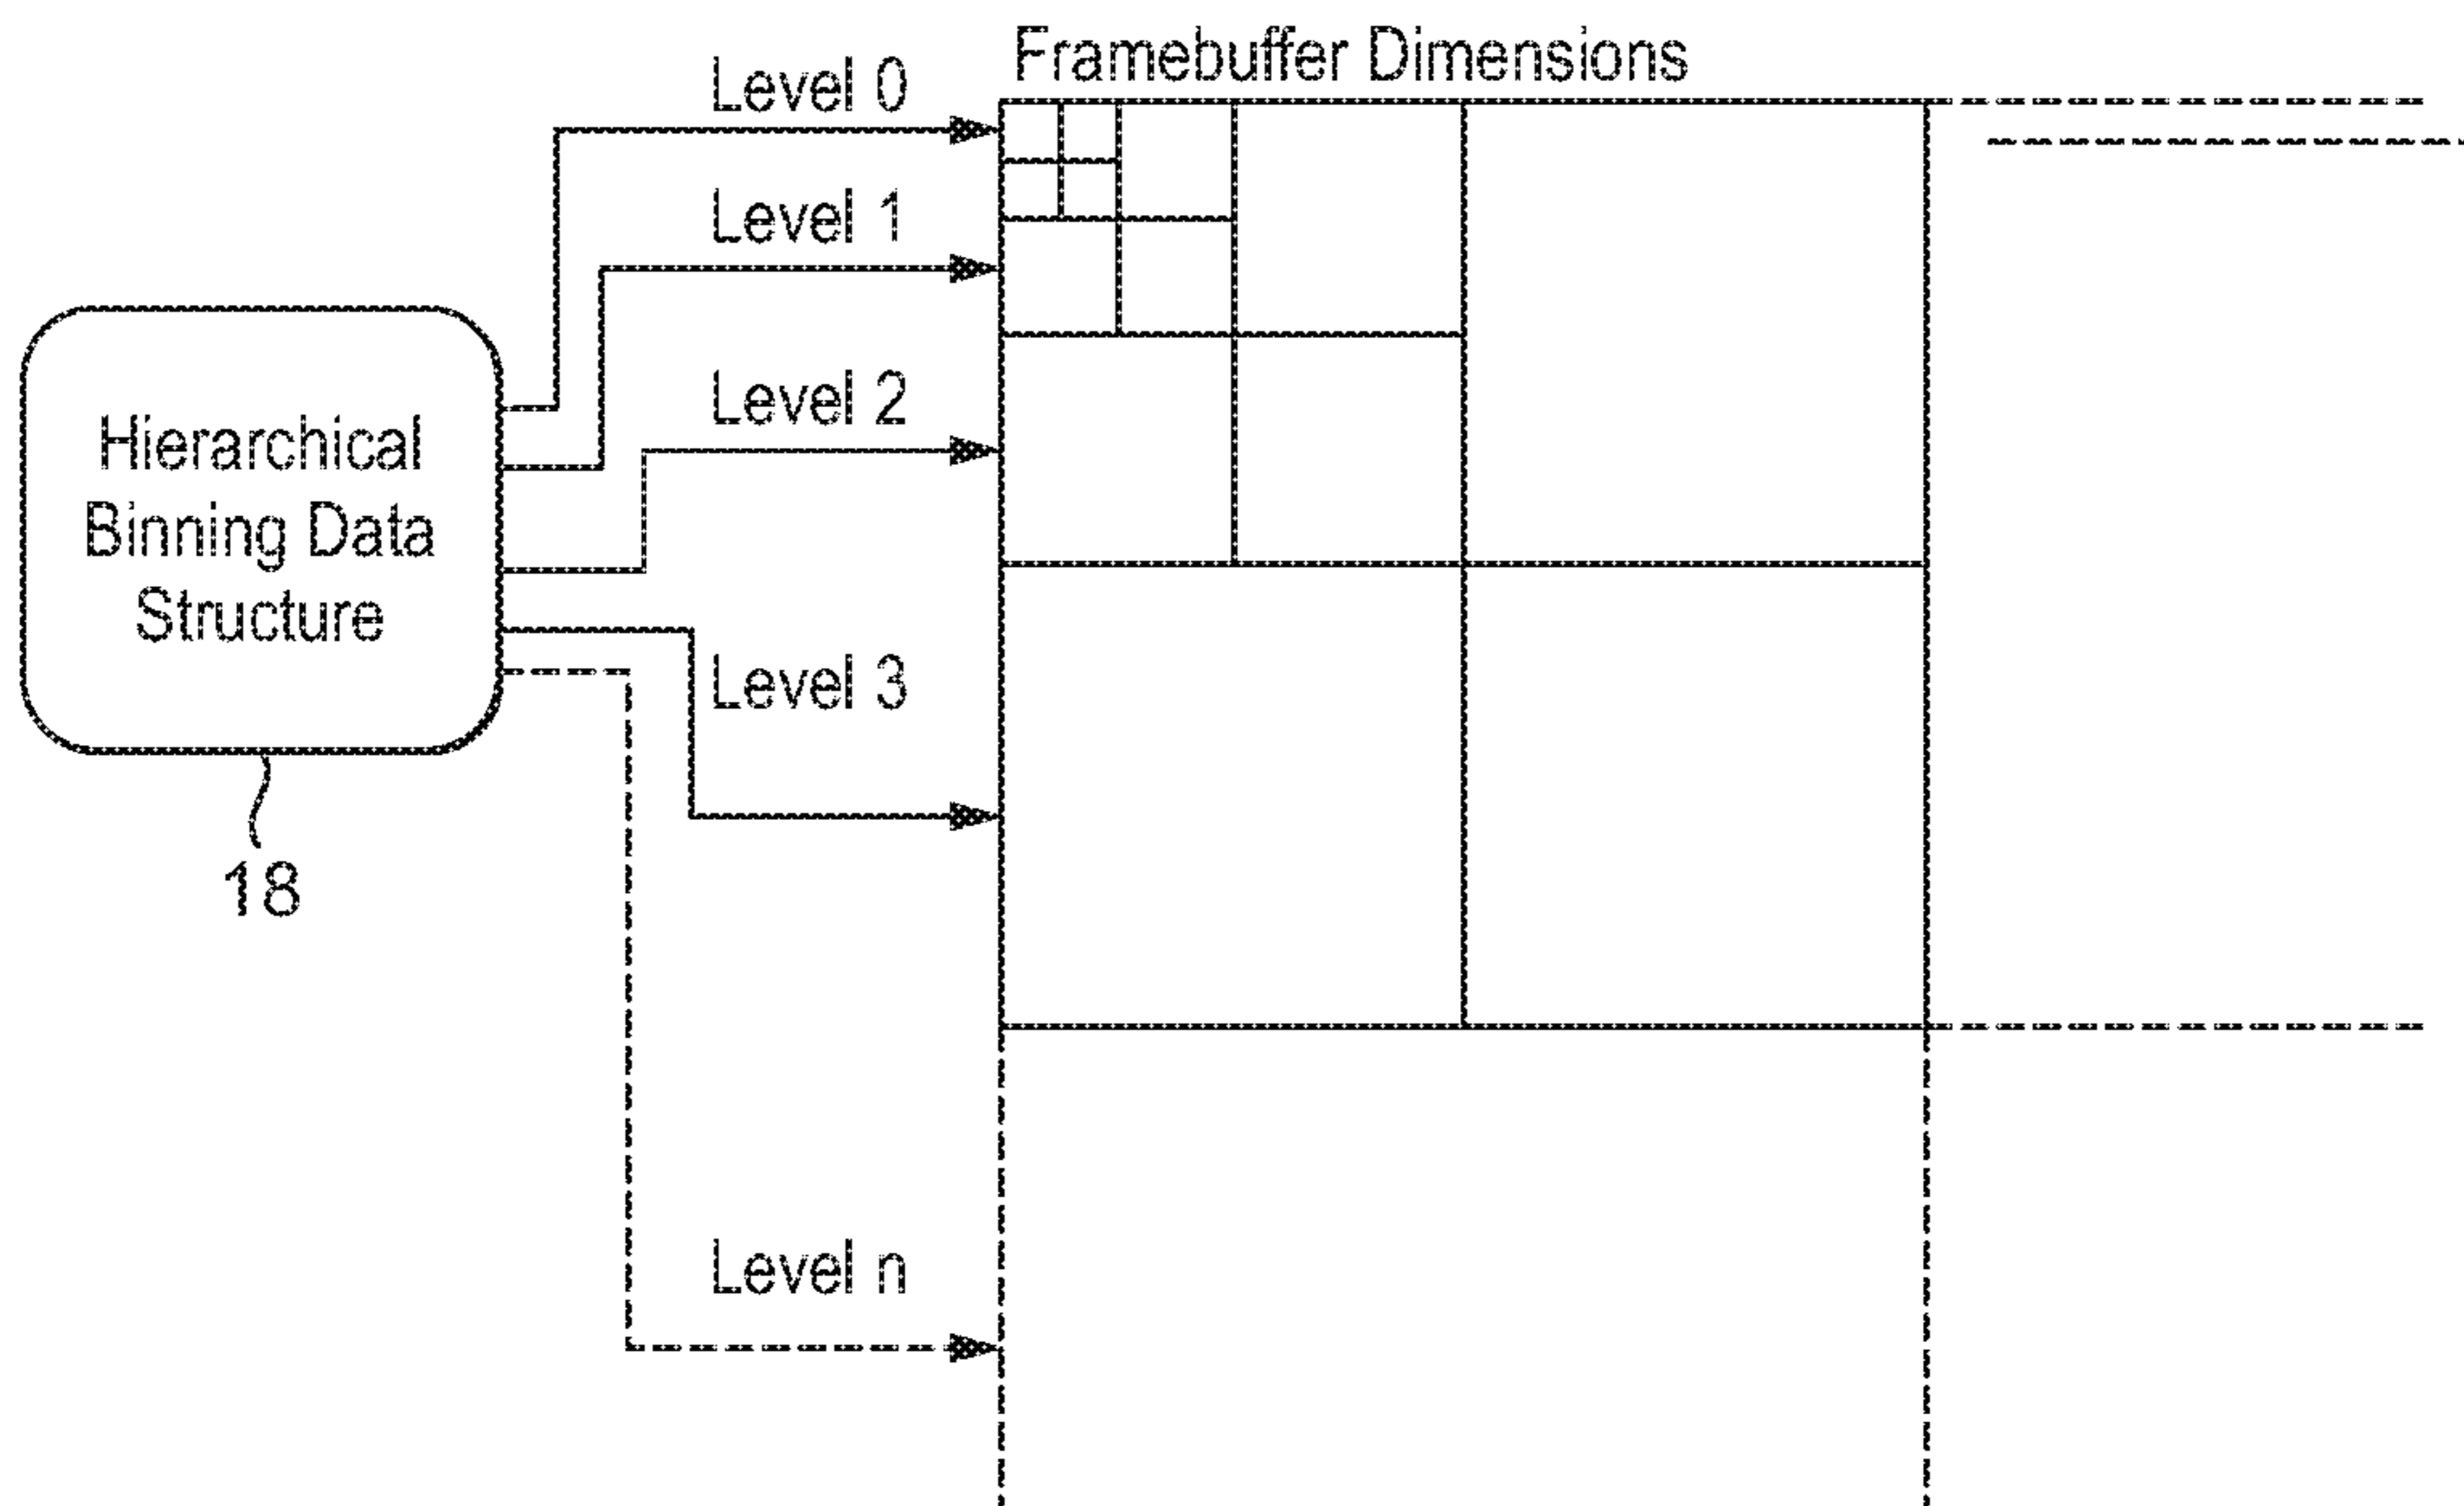 Framebuffer Dimensions
Level 0
Level 1
Level 2
Hierarchical
Binning Data
Structure
Level 3
18
Level n